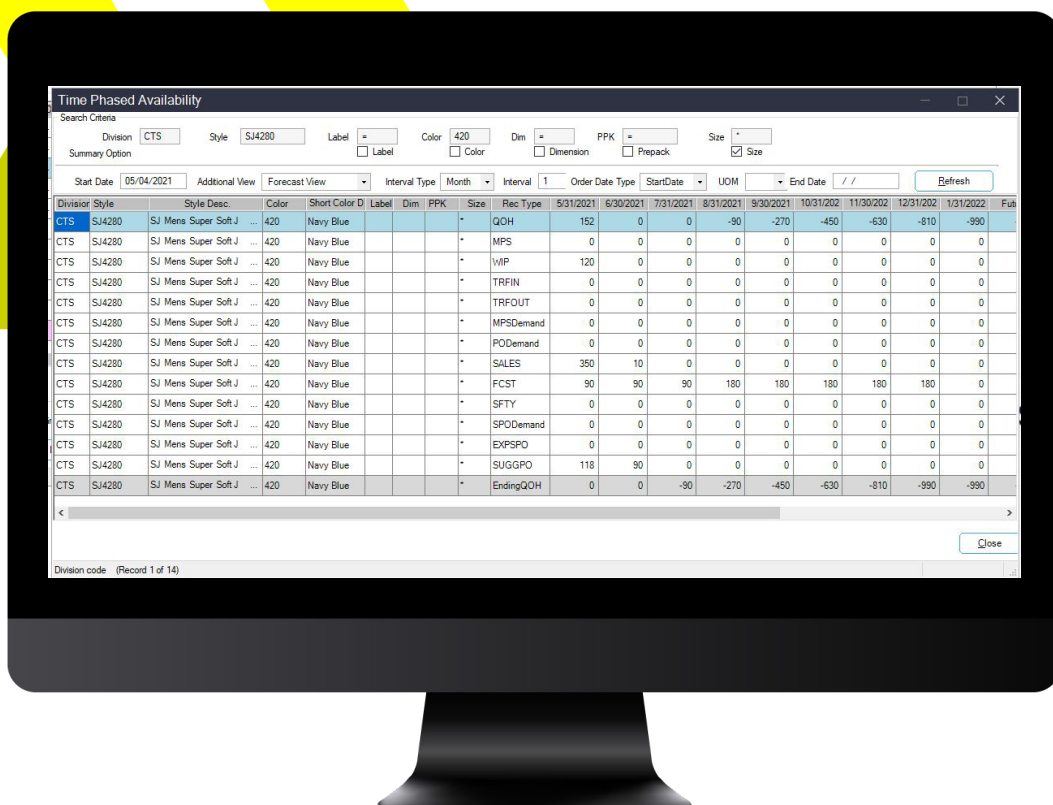 Time Phased Availability
Search Criteria
Division CTS Style SJ4280 Label = Color 420 Dim = PPK = Size *
Summary Option Label Color Dimension Prepack Size
Start Date 05/04/2021 Additional View Forecast View Interval Type Month Interval 1 Order Date Type StartDate UOM End Date / / Refresh
Division Style Style Desc. Color Short Color D Label Dim PPK Size Rec Type 5/31/2021 6/30/2021 7/31/2021 8/31/2021 9/30/2021 10/31/202 11/30/202 12/31/202 1/31/2022 Futu
CTS SJ4280 SJ Mens Super Soft J ... 420 Navy Blue * QOH 152 0 0 -90 -270 -450 -630 -810 -990
CTS SJ4280 SJ Mens Super Soft J ... 420 Navy Blue * MPS 0 0 0 0 0 0 0 0 0
CTS SJ4280 SJ Mens Super Soft J ... 420 Navy Blue * WIP 120 0 0 0 0 0 0 0 0
CTS SJ4280 SJ Mens Super Soft J ... 420 Navy Blue * TRFIN 0 0 0 0 0 0 0 0 0
CTS SJ4280 SJ Mens Super Soft J ... 420 Navy Blue * TRFOUT 0 0 0 0 0 0 0 0 0
CTS SJ4280 SJ Mens Super Soft J ... 420 Navy Blue * MPSDemand 0 0 0 0 0 0 0 0 0
CTS SJ4280 SJ Mens Super Soft J ... 420 Navy Blue * PODemand 0 0 0 0 0 0 0 0 0
CTS SJ4280 SJ Mens Super Soft J ... 420 Navy Blue * SALES 350 10 0 0 0 0 0 0 0
CTS SJ4280 SJ Mens Super Soft J ... 420 Navy Blue * FCST 90 90 90 180 180 180 180 180 0
CTS SJ4280 SJ Mens Super Soft J ... 420 Navy Blue * SFTY 0 0 0 0 0 0 0 0 0
CTS SJ4280 SJ Mens Super Soft J ... 420 Navy Blue * SPODemand 0 0 0 0 0 0 0 0 0
CTS SJ4280 SJ Mens Super Soft J ... 420 Navy Blue * EXPSPO 0 0 0 0 0 0 0 0 0
CTS SJ4280 SJ Mens Super Soft J ... 420 Navy Blue * SUGGPO 118 90 0 0 0 0 0 0 0
CTS SJ4280 SJ Mens Super Soft J ... 420 Navy Blue * EndingQOH 0 0 -90 -270 -450 -630 -810 -990 -990
Close
Division code (Record 1 of 14)